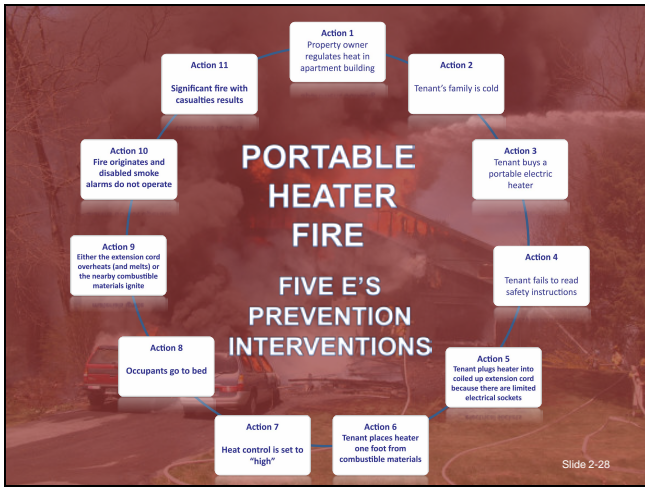 Action 1
Property owner
regulates heat in
apartment building
Action 2
Tenant's family is cold
Action 3
Tenant buys a
portable electric
heater
Action 4
Tenant fails to read
safety instructions
Action 5
Tenant plugs heater into
coiled up extension cord
because there are limited
electrical sockets
Action 6
Tenant places heater
one foot from
combustible materials
Action 7
Heat control is set to
"high"
Action 8
Occupants go to bed
Action 9
Either the extension cord
overheats (and melts) or
the nearby combustible
materials ignite
Action 10
Fire originates and
disabled smoke
alarms do not operate
Action 11
Significant fire with
casualties results
PORTABLE
HEATER
FIRE
FIVE E'S
PREVENTION
INTERVENTIONS
Slide 2-28